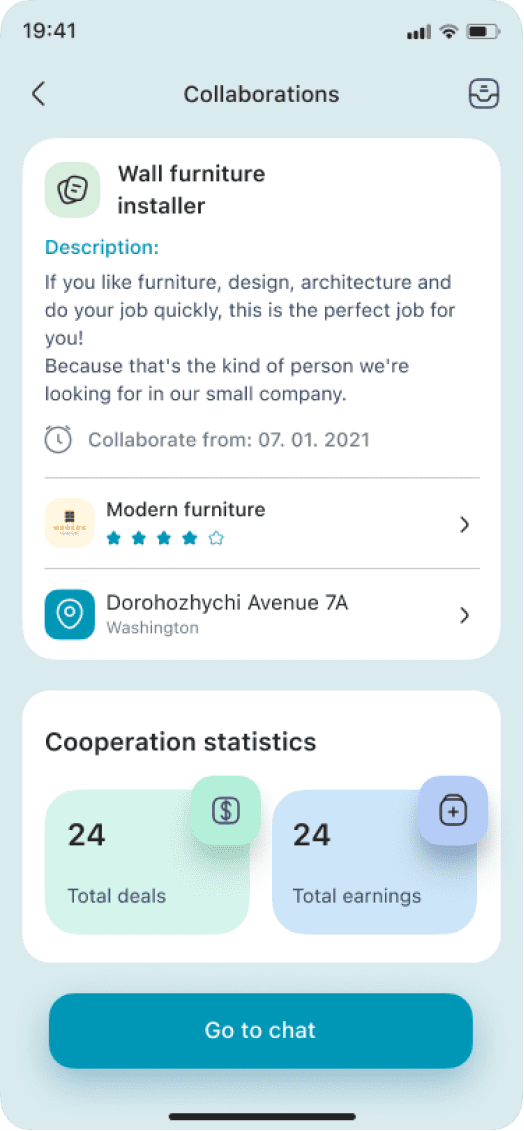 19:41
Collaborations
Wall furniture
installer
Description:
If you like furniture, design, architecture and
do your job quickly, this is the perfect job for
you!
Because that's the kind of person we're
looking for in our small company.
Collaborate from: 07. 01. 2021
Modern furniture
Dorohozhychi Avenue 7A
Washington
Cooperation statistics
24
Total deals
24
Total earnings
Go to chat